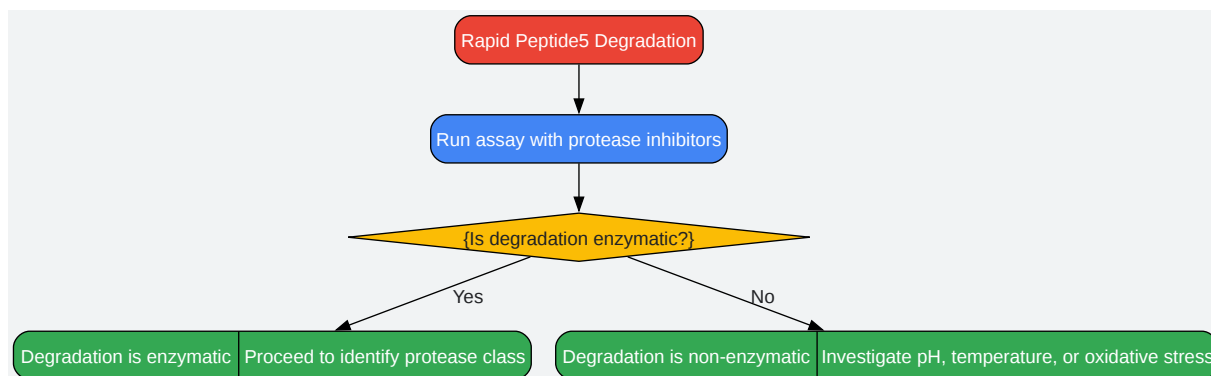 Rapid Peptide5 Degradation
Run assay with protease inhibitors
{Is degradation enzymatic?}
Yes
No
Degradation is enzymatic
Proceed to identify protease class
Degradation is non-enzymatic
Investigate pH, temperature, or oxidative stress